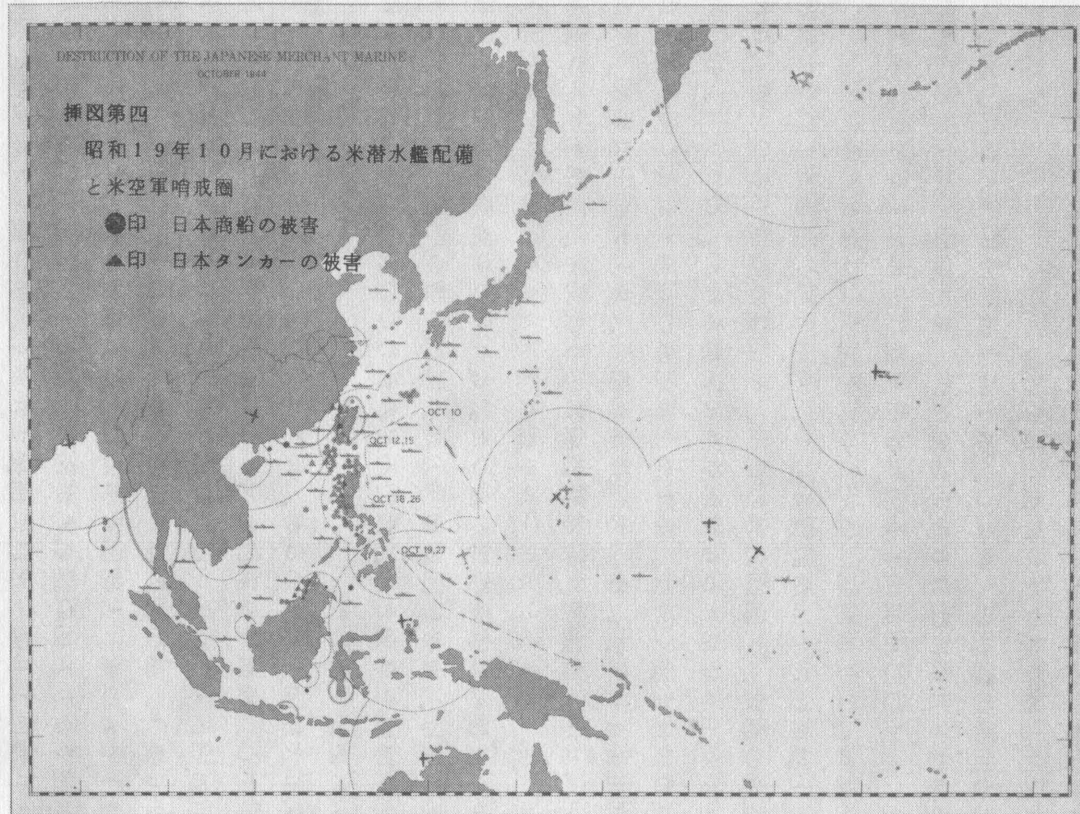 DESTRUCTION OF THE JAPANESE MERCHANT MARINE
OCTOBER 1944
挿図第四
昭和19年10月における米潜水艦配備
と米空軍哨戒圏
●印　日本商船の被害
▲印　日本タンカーの被害
OCT 10
OCT 12,15
OCT 18,26
OCT 19,27